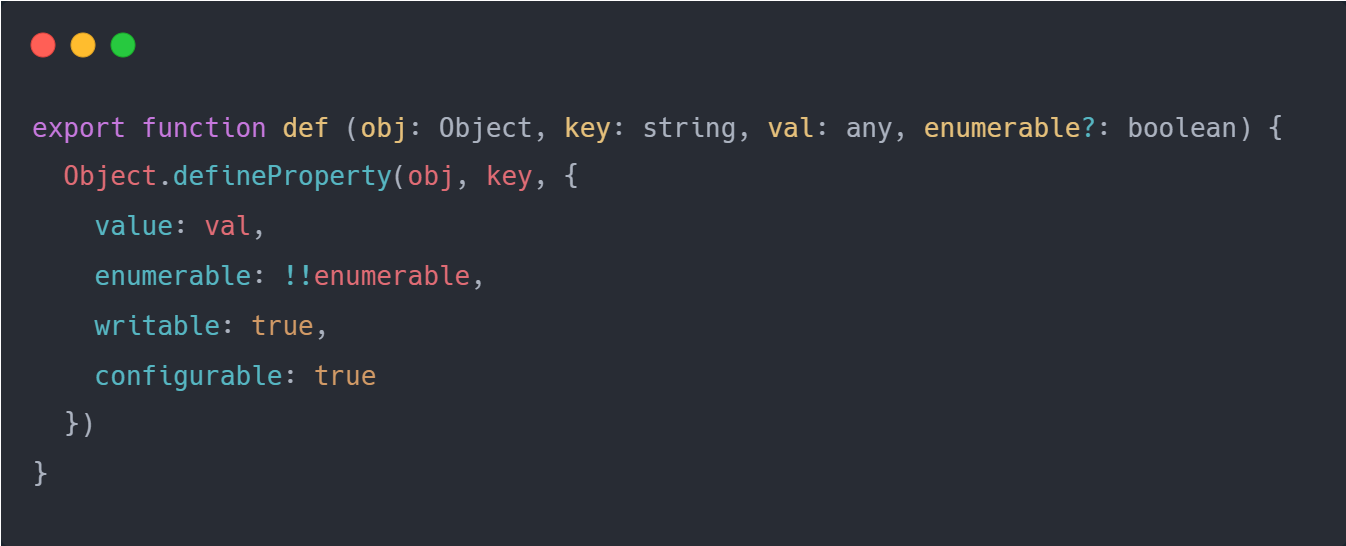 export function def (obj: Object, key: string, val: any, enumerable?: boolean) {
  Object.defineProperty(obj, key, {
    value: val,
    enumerable: !!enumerable,
    writable: true,
    configurable: true
  })
}